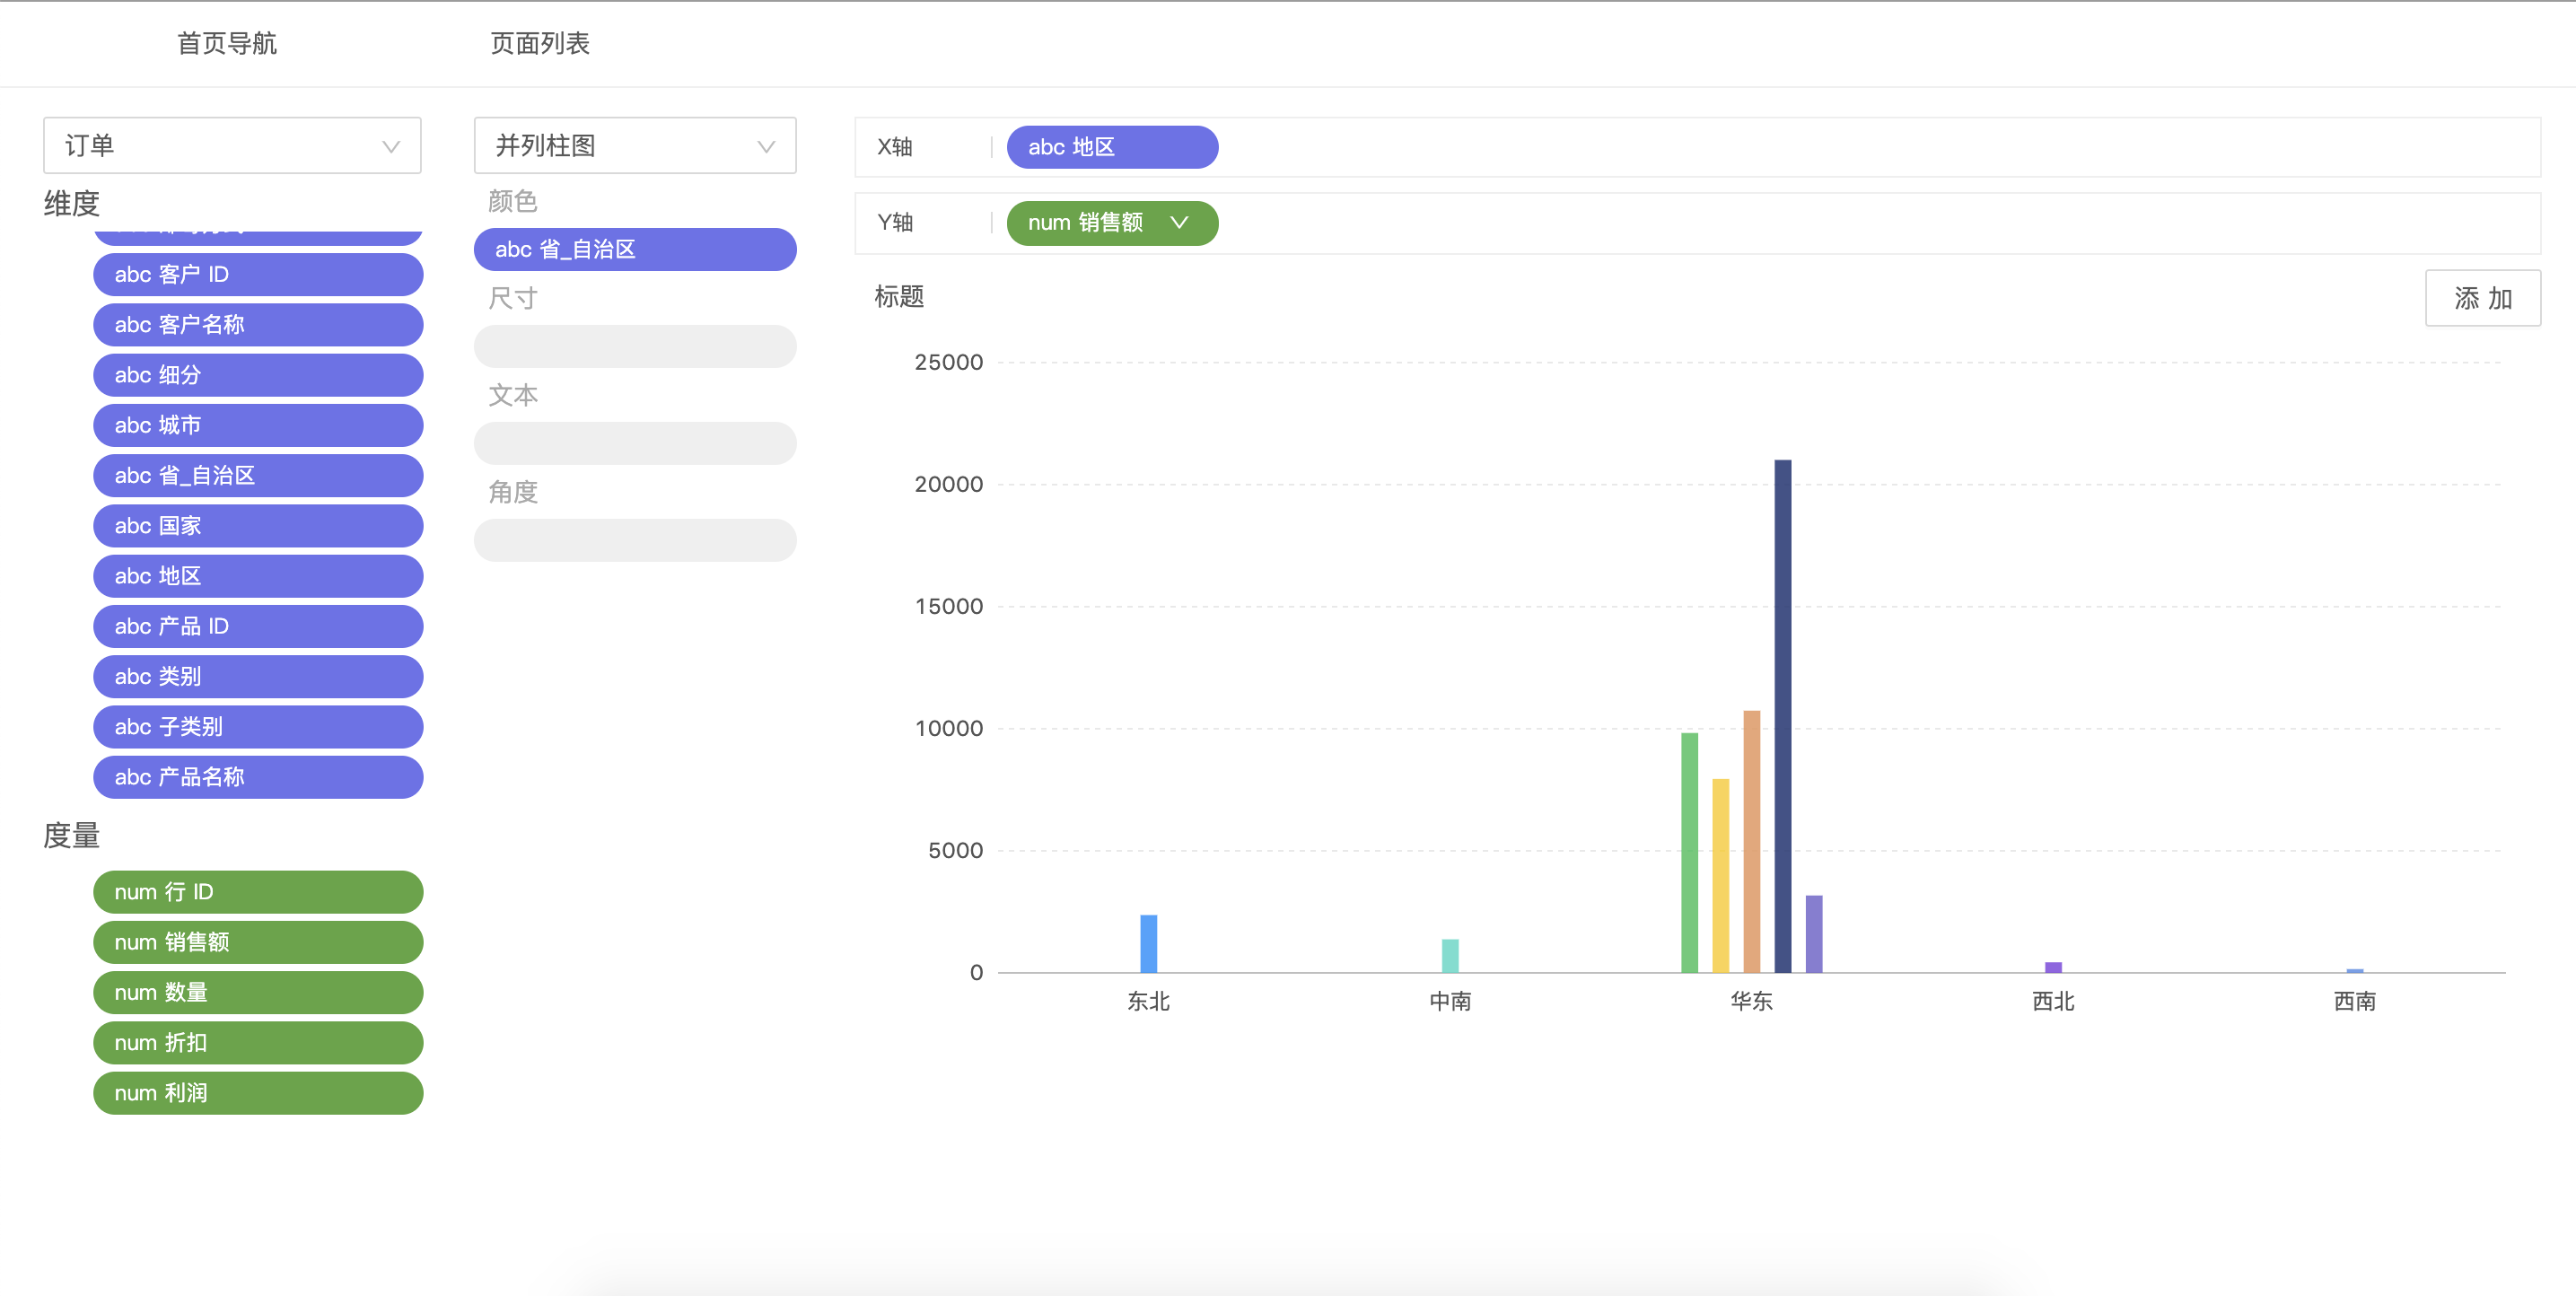 首页导航 页面列表
订单
维度
abc 客户 ID
abc 客户名称
abc 细分
abc 城市
abc 省_自治区
abc 国家
abc 地区
abc 产品 ID
abc 类别
abc 子类别
abc 产品名称
度量
num 行 ID
num 销售额
num 数量
num 折扣
num 利润
并列柱图
颜色
abc 省_自治区
尺寸
文本
角度
X轴 abc 地区
Y轴 num 销售额
标题
添 加
25000
20000
15000
10000
5000
0
东北 中南 华东 西北 西南